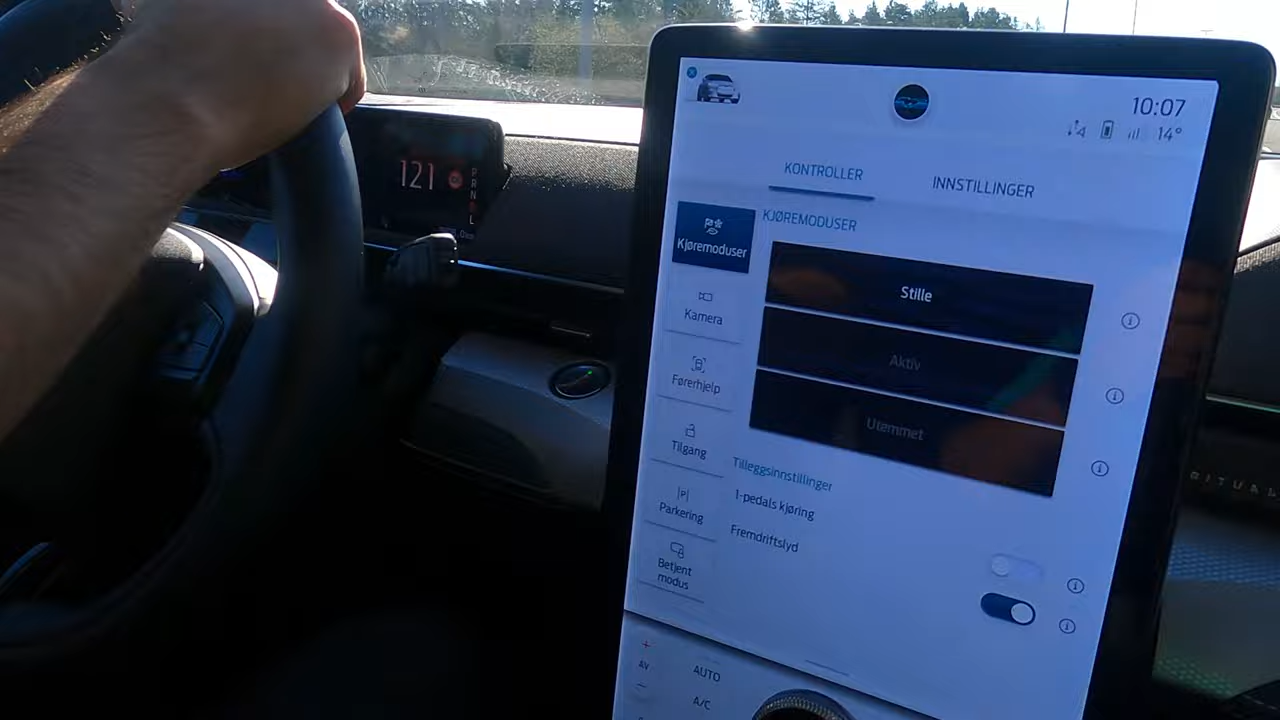 121
P
R
N
D
L
10:07
14°
KONTROLLER
INNSTILLINGER
KJØREMODUSER
Kjøremoduser
Stille
Kamera
Aktiv
Førerhjelp
Utemmet
Tilgang
Tilleggsinnstillinger
1-pedals kjøring
Parkering
Fremdriftslyd
Betjent
modus
AV
AUTO
A/C
RITUAL